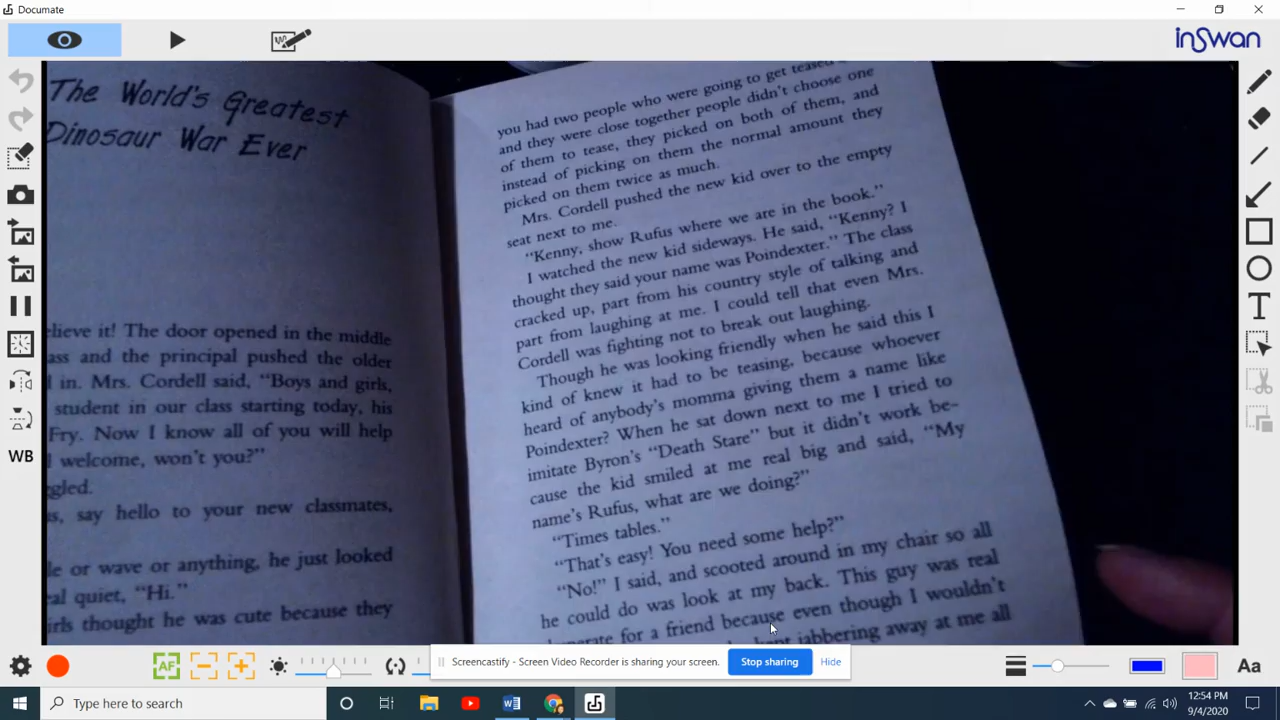 Documate
inSwan
The World's Greatest
Dinosaur War Ever
elieve it! The door opened in the middle
ass and the principal pushed the older
d in. Mrs. Cordell said, "Boys and girls,
student in our class starting today, his
Fry. Now I know all of you will help
l welcome, won't you?"
ggled.
s, say hello to your new classmates,
le or wave or anything, he just looked
al quiet, "Hi."
irls thought he was cute because they
you had two people who were going to get teased
and they were close together people didn't choose one
of them to tease, they picked on both of them, and
instead of picking on them the normal amount they
picked on them twice as much.
Mrs. Cordell pushed the new kid over to the empty
seat next to me.
"Kenny, show Rufus where we are in the book."
I watched the new kid sideways. He said, "Kenny? I
thought they said your name was Poindexter." The class
cracked up, part from his country style of talking and
part from laughing at me. I could tell that even Mrs.
Cordell was fighting not to break out laughing.
Though he was looking friendly when he said this I
kind of knew it had to be teasing, because whoever
heard of anybody's momma giving them a name like
Poindexter? When he sat down next to me I tried to
imitate Byron's "Death Stare" but it didn't work be-
cause the kid smiled at me real big and said, "My
name's Rufus, what are we doing?"
"Times tables."
"That's easy! You need some help?"
"No!" I said, and scooted around in my chair so all
he could do was look at my back. This guy was real
for a friend because even though I wouldn't
jabbering away at me all
WB
AF
Screencastify - Screen Video Recorder is sharing your screen.
Stop sharing
Hide
T
Aa
Type here to search
12:54 PM
9/4/2020